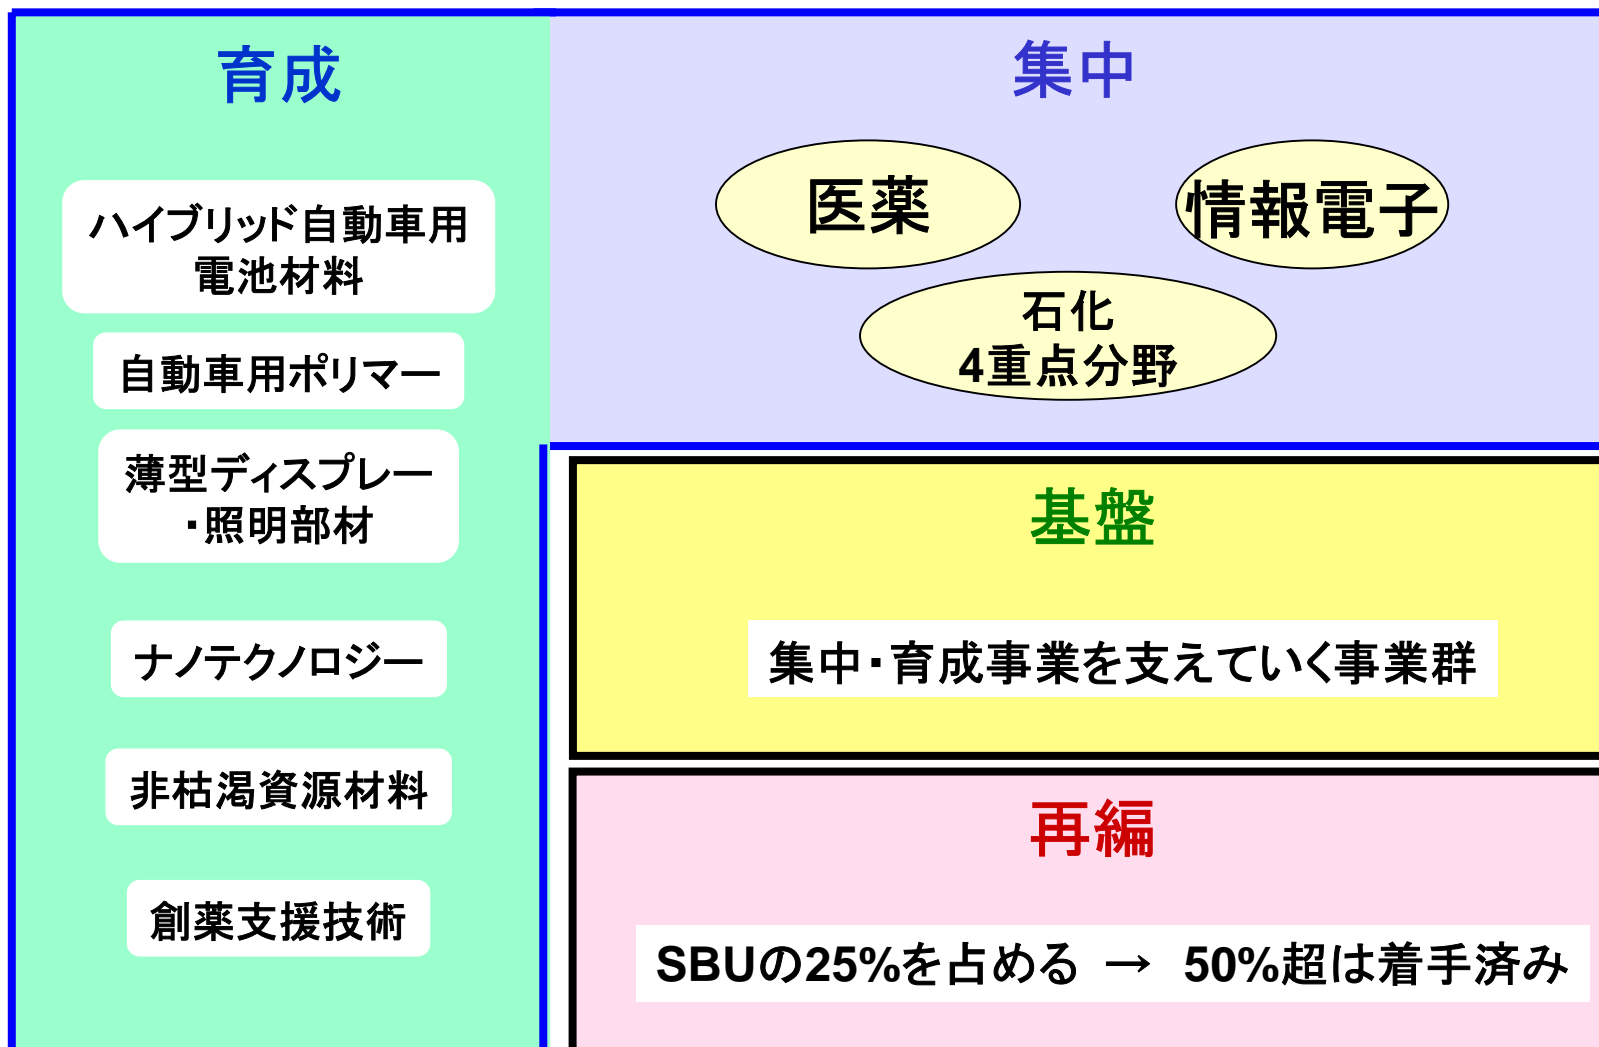 育成
ハイブリッド自動車用
電池材料
自動車用ポリマー
薄型ディスプレー
・照明部材
ナノテクノロジー
非枯渇資源材料
創薬支援技術
集中
医薬
情報電子
石化
4重点分野
基盤
集中・育成事業を支えていく事業群
再編
SBUの25%を占める → 50%超は着手済み